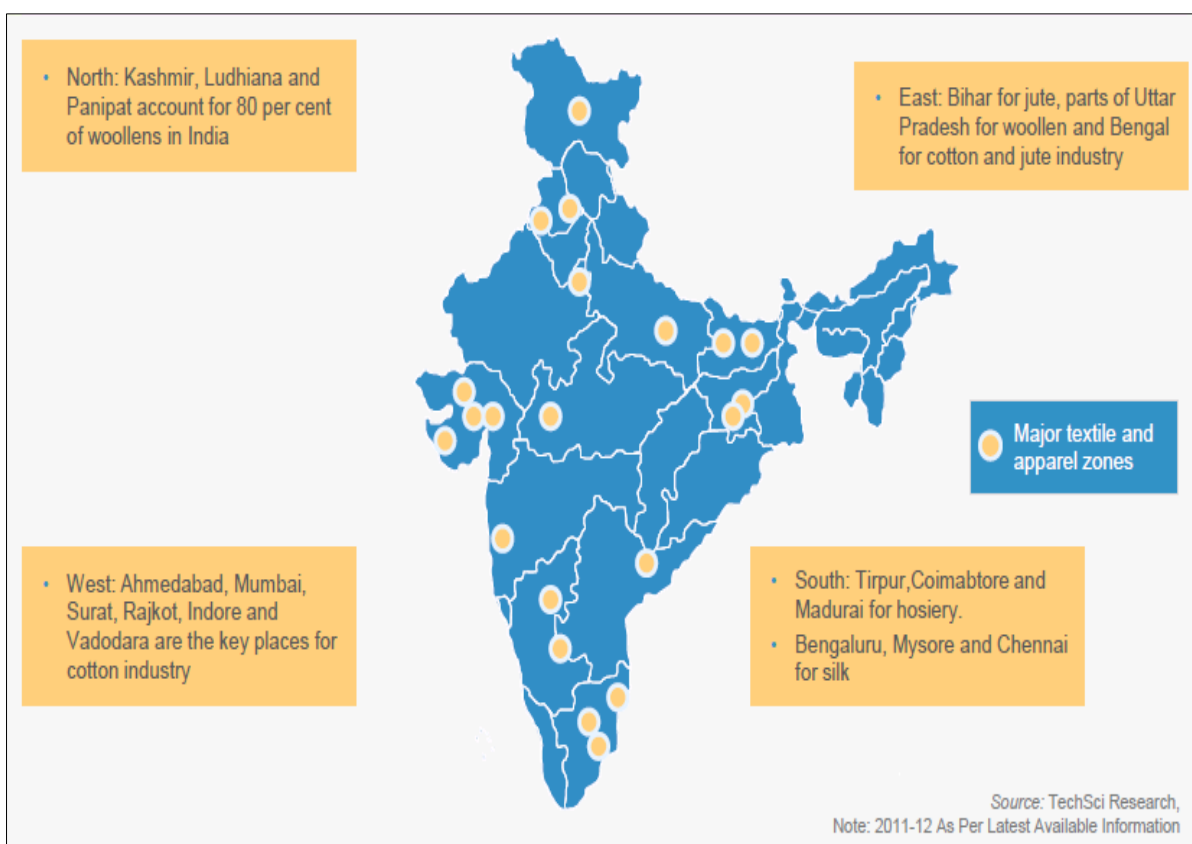 • North: Kashmir, Ludhiana and
Panipat account for 80 per cent
of woollens in India
• East: Bihar for jute, parts of Uttar
Pradesh for woollen and Bengal
for cotton and jute industry
Major textile and
apparel zones
• West: Ahmedabad, Mumbai,
Surat, Rajkot, Indore and
Vadodara are the key places for
cotton industry
• South: Tirpur,Coimabtore and
Madurai for hosiery.
• Bengaluru, Mysore and Chennai
for silk
Source: TechSci Research,
Note: 2011-12 As Per Latest Available Information